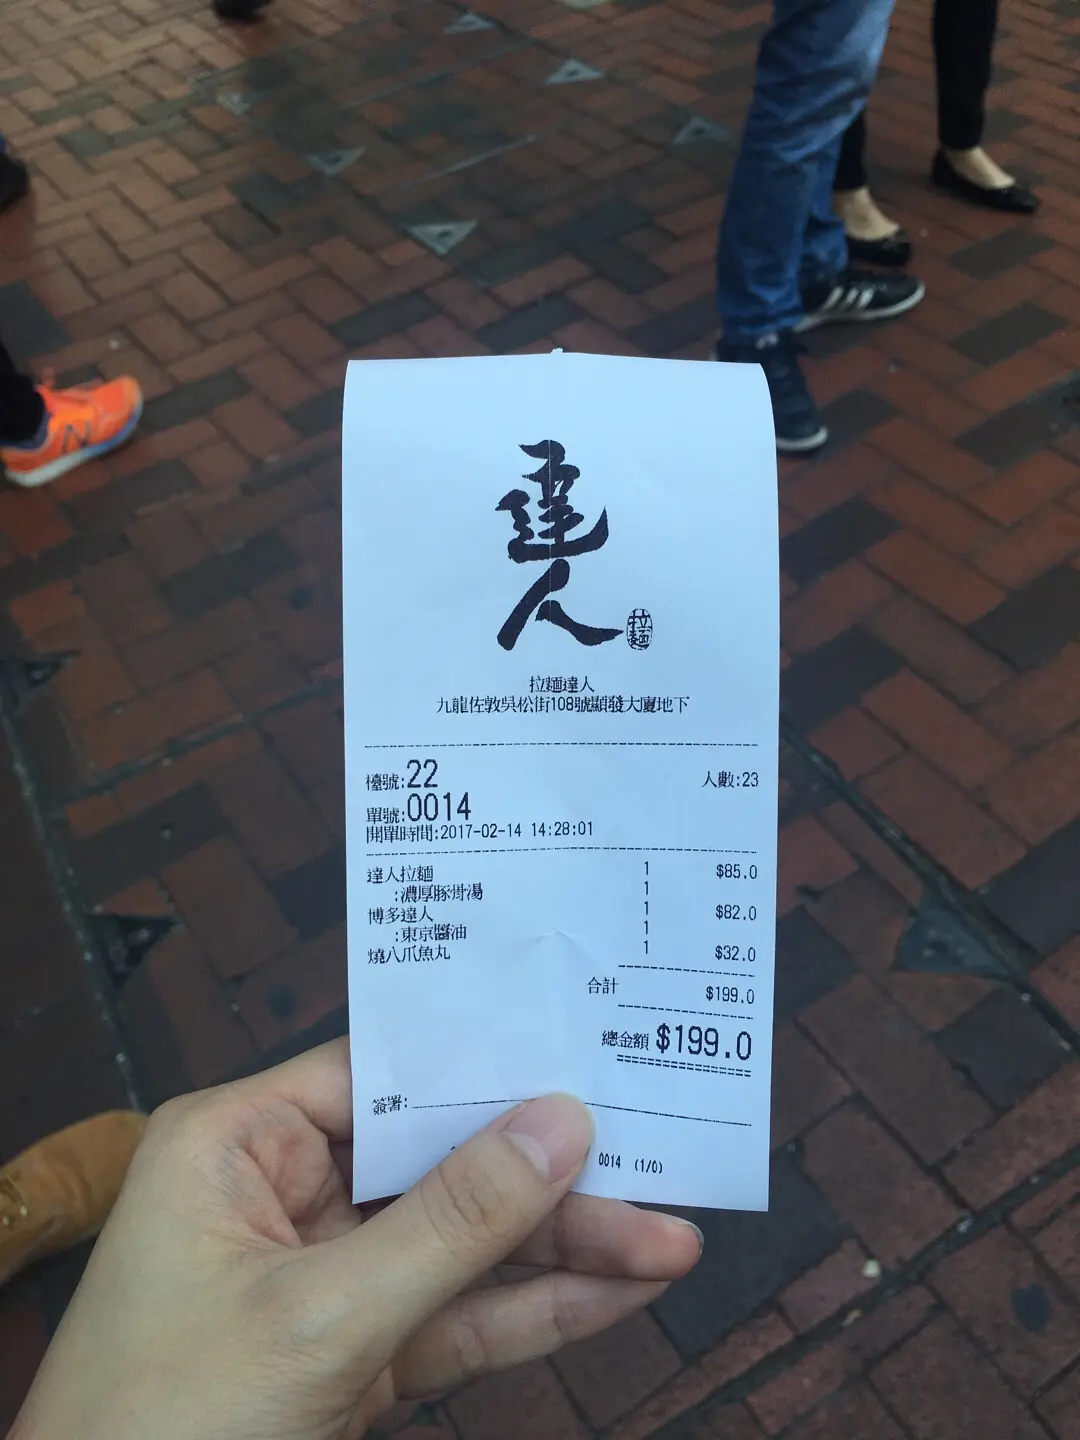 達人
拉麵
拉麵達人
九龍佐敦吳松街108號顯發大廈地下
檯號:22 人數:23
單號:0014
開單時間:2017-02-14 14:28:01
達人拉麵 1 $85.0
:濃厚豚骨湯 1
博多達人 1 $82.0
:東京醬油 1
燒八爪魚丸 1 $32.0
合計 $199.0
總金額 $199.0
簽署:
0014 (1/0)